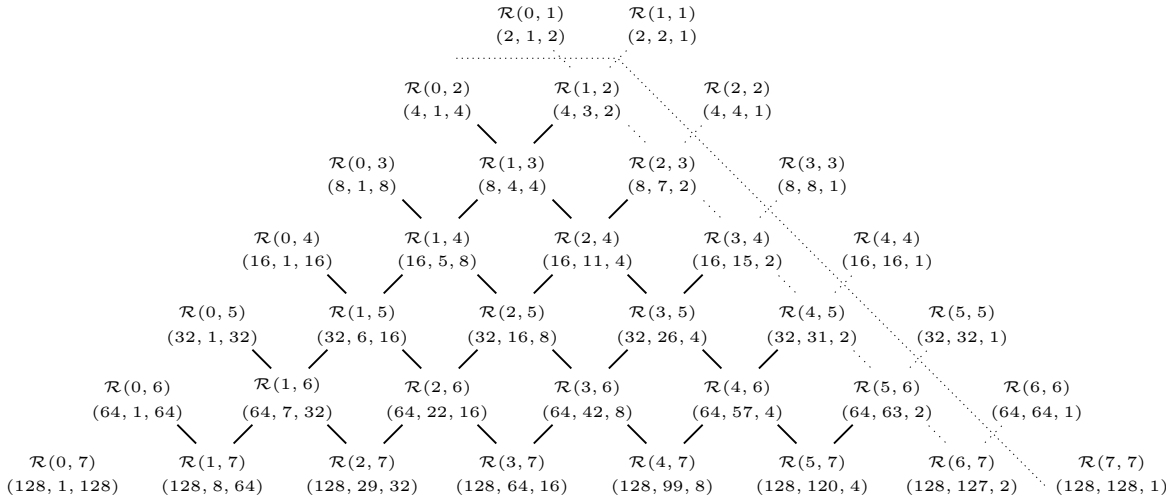 R(0, 1) R(1, 1)
(2, 1, 2) (2, 2, 1)
R(0, 2) R(1, 2) R(2, 2)
(4, 1, 4) (4, 3, 2) (4, 4, 1)
R(0, 3) R(1, 3) R(2, 3) R(3, 3)
(8, 1, 8) (8, 4, 4) (8, 7, 2) (8, 8, 1)
R(0, 4) R(1, 4) R(2, 4) R(3, 4) R(4, 4)
(16, 1, 16) (16, 5, 8) (16, 11, 4) (16, 15, 2) (16, 16, 1)
R(0, 5) R(1, 5) R(2, 5) R(3, 5) R(4, 5) R(5, 5)
(32, 1, 32) (32, 6, 16) (32, 16, 8) (32, 26, 4) (32, 31, 2) (32, 32, 1)
R(0, 6) R(1, 6) R(2, 6) R(3, 6) R(4, 6) R(5, 6) R(6, 6)
(64, 1, 64) (64, 7, 32) (64, 22, 16) (64, 42, 8) (64, 57, 4) (64, 63, 2) (64, 64, 1)
R(0, 7) R(1, 7) R(2, 7) R(3, 7) R(4, 7) R(5, 7) R(6, 7) R(7, 7)
(128, 1, 128) (128, 8, 64) (128, 29, 32) (128, 64, 16) (128, 99, 8) (128, 120, 4) (128, 127, 2) (128, 128, 1)